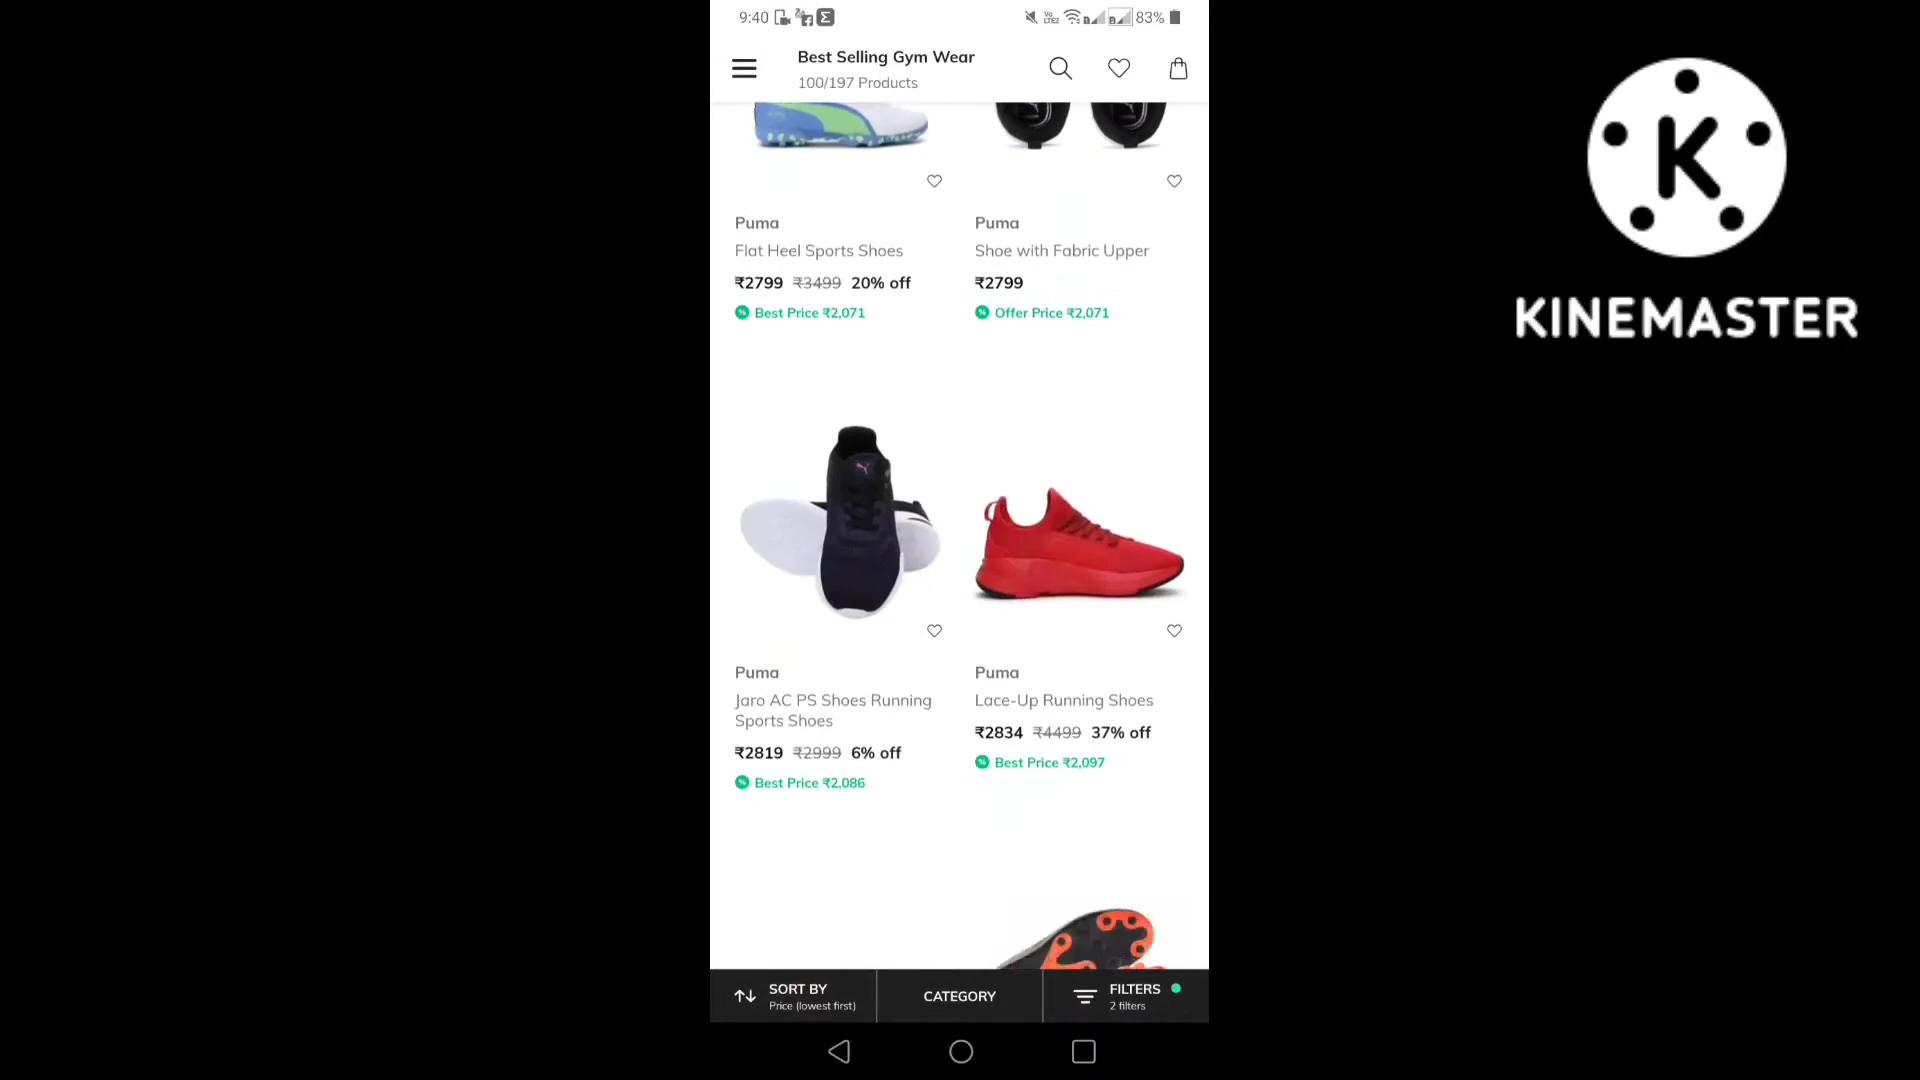 9:40
Vo
LTE2
83%
Best Selling Gym Wear
100/197 Products
Puma
Flat Heel Sports Shoes
₹2799 ₹3499 20% off
Best Price ₹2,071
Puma
Shoe with Fabric Upper
₹2799
Offer Price ₹2,071
Puma
Jaro AC PS Shoes Running
Sports Shoes
₹2819 ₹2999 6% off
Best Price ₹2,086
Puma
Lace-Up Running Shoes
₹2834 ₹4499 37% off
Best Price ₹2,097
SORT BY
Price (lowest first)
CATEGORY
FILTERS
2 filters
K
KINEMASTER